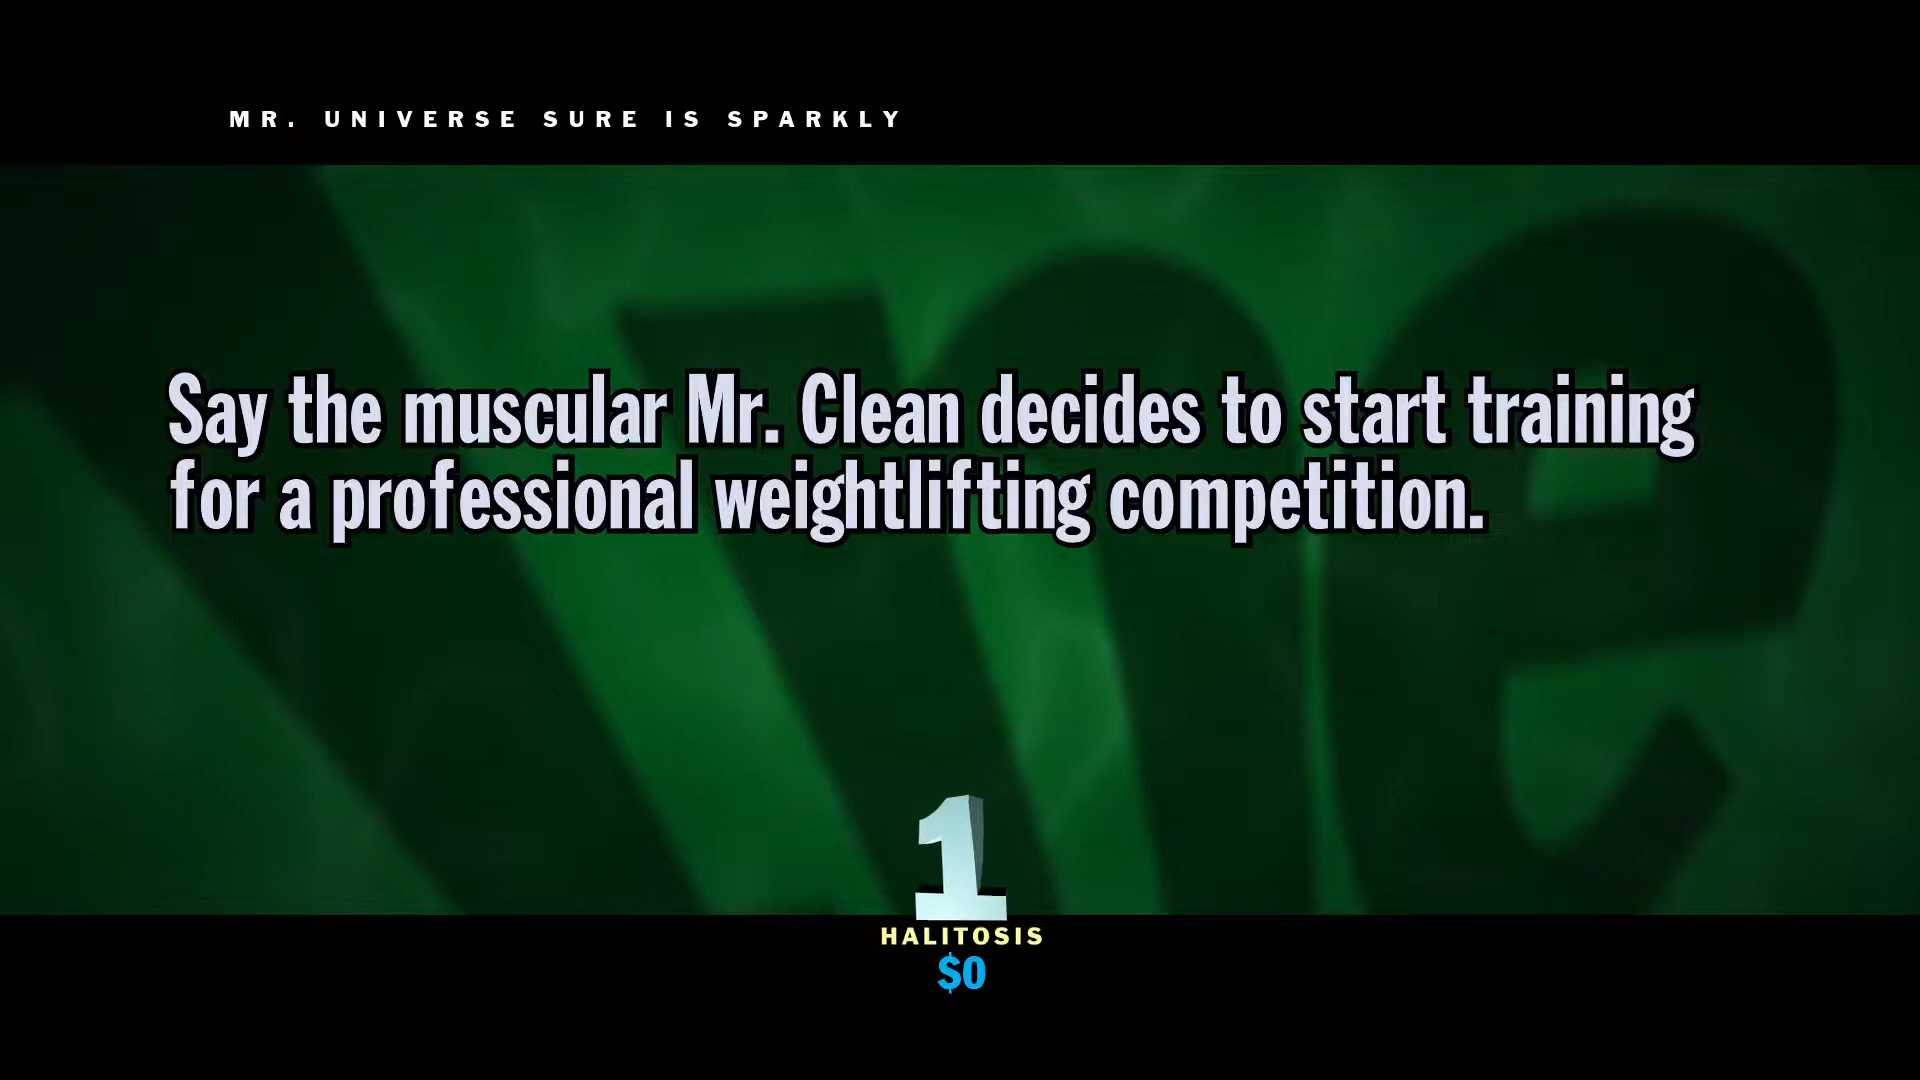 MR. UNIVERSE SURE IS SPARKLY
Say the muscular Mr. Clean decides to start training
for a professional weightlifting competition.
1
HALITOSIS
$0